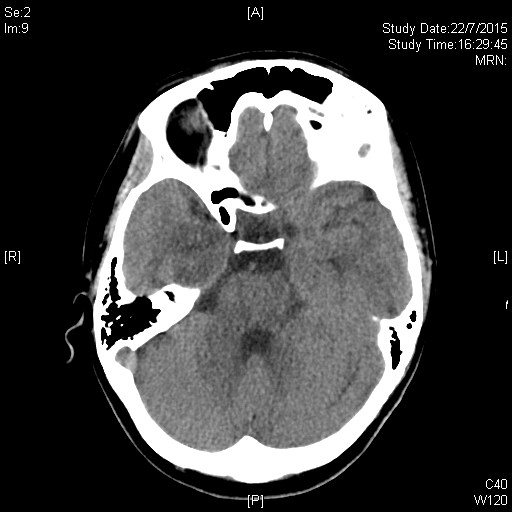 Se:2
Im:9
[A]
Study Date:22/7/2015
Study Time:16:29:45
MRN:
[R]
[L]
f
C40
W120
[P]